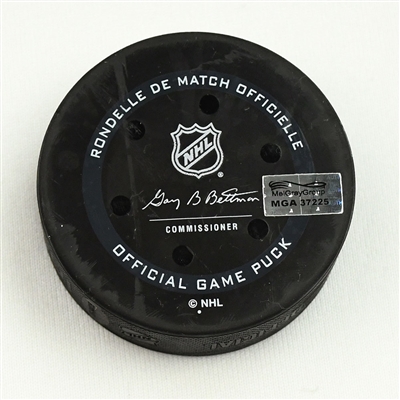 RONDELLE DE MATCH OFFICIELLE
NHL
®
Gary B Bettman
COMMISSIONER
MeiGrayGroup
MGA 37225
OFFICIAL GAME PUCK
© NHL